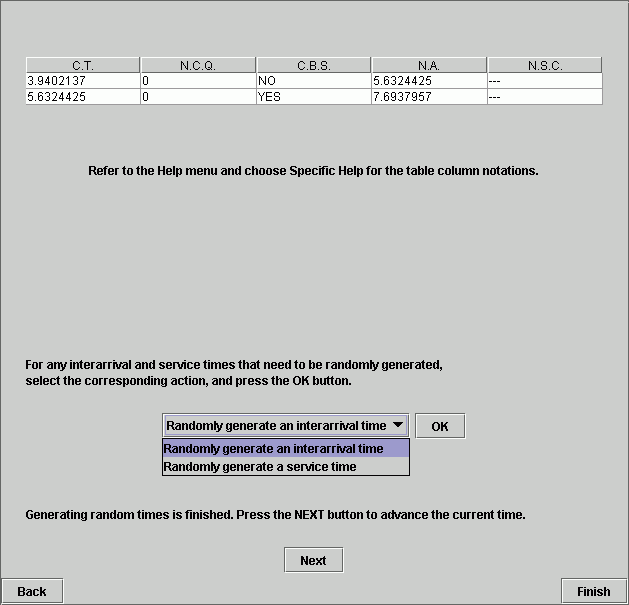 C.T. N.C.Q. C.B.S. N.A. N.S.C.
3.9402137 0 NO 5.6324425 ---
5.6324425 0 YES 7.6937957 ---
Refer to the Help menu and choose Specific Help for the table column notations.
For any interarrival and service times that need to be randomly generated,
select the corresponding action, and press the OK button.
Randomly generate an interarrival time OK
Randomly generate an interarrival time
Randomly generate a service time
Generating random times is finished. Press the NEXT button to advance the current time.
Next
Back Finish